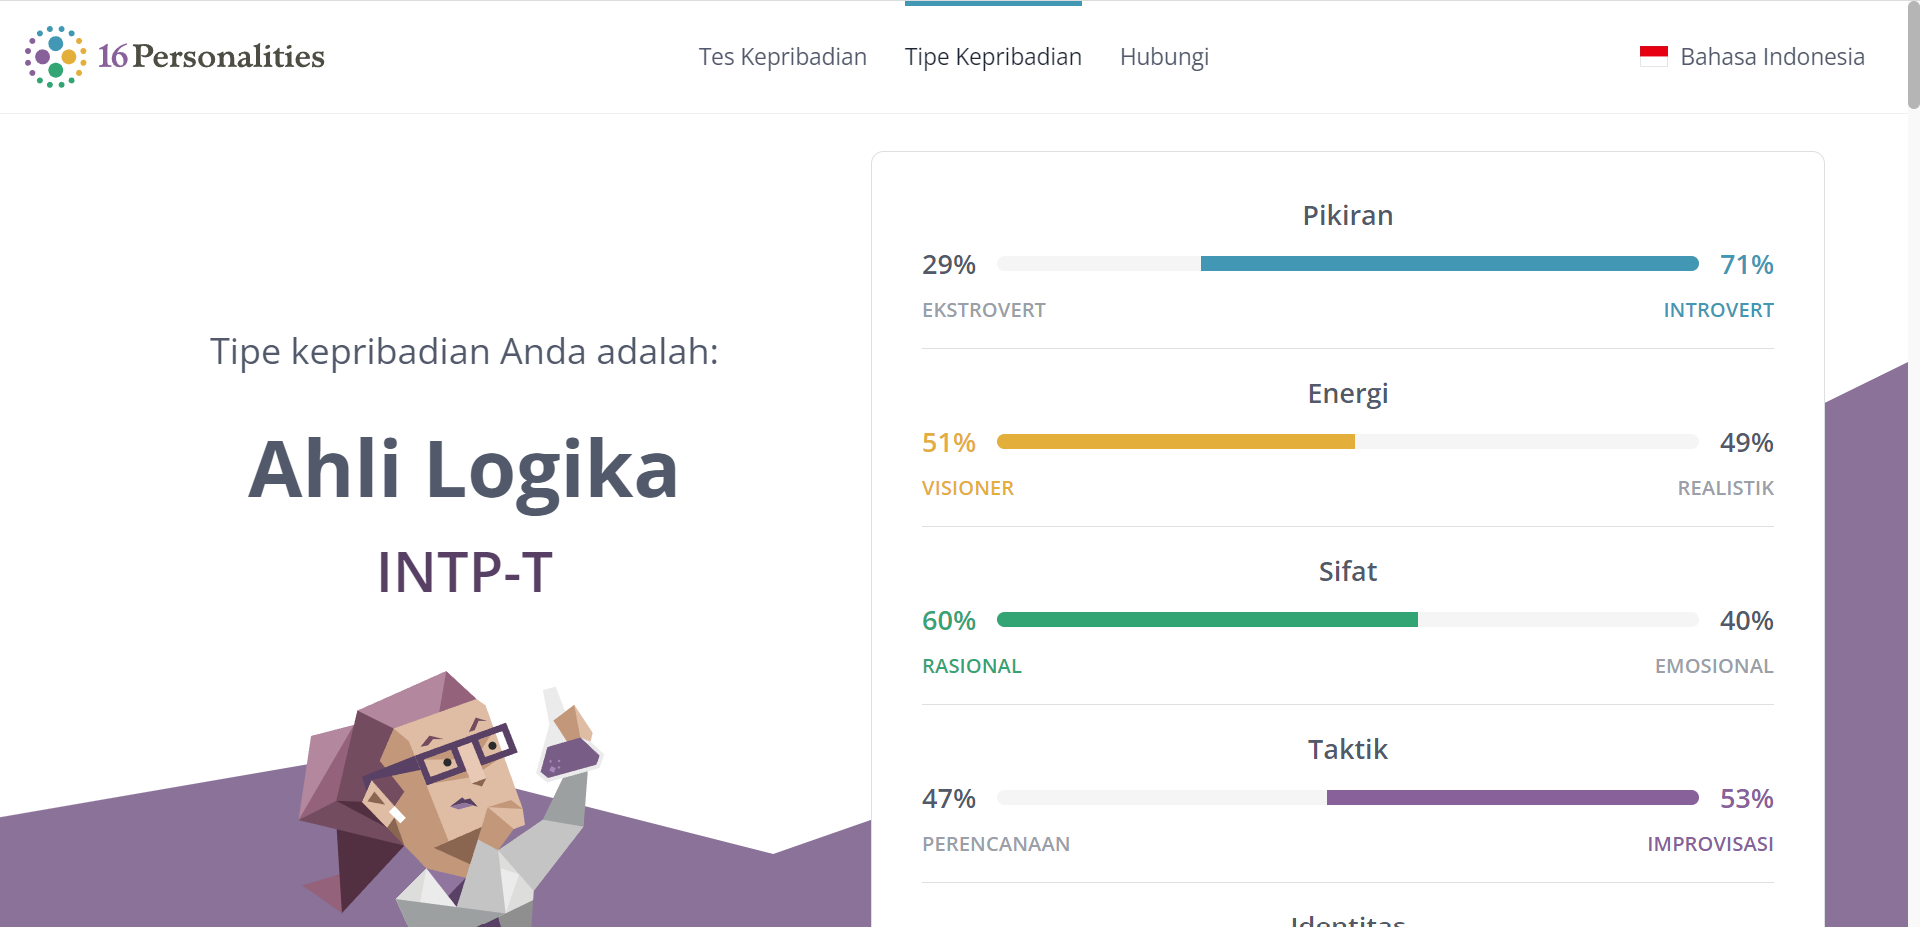 16Personalities
Tes Kepribadian
Tipe Kepribadian
Hubungi
Bahasa Indonesia
Tipe kepribadian Anda adalah:
Ahli Logika
INTP-T
Pikiran
29% 71%
EKSTROVERT INTROVERT
Energi
51% 49%
VISIONER REALISTIK
Sifat
60% 40%
RASIONAL EMOSIONAL
Taktik
47% 53%
PERENCANAAN IMPROVISASI
Identitas